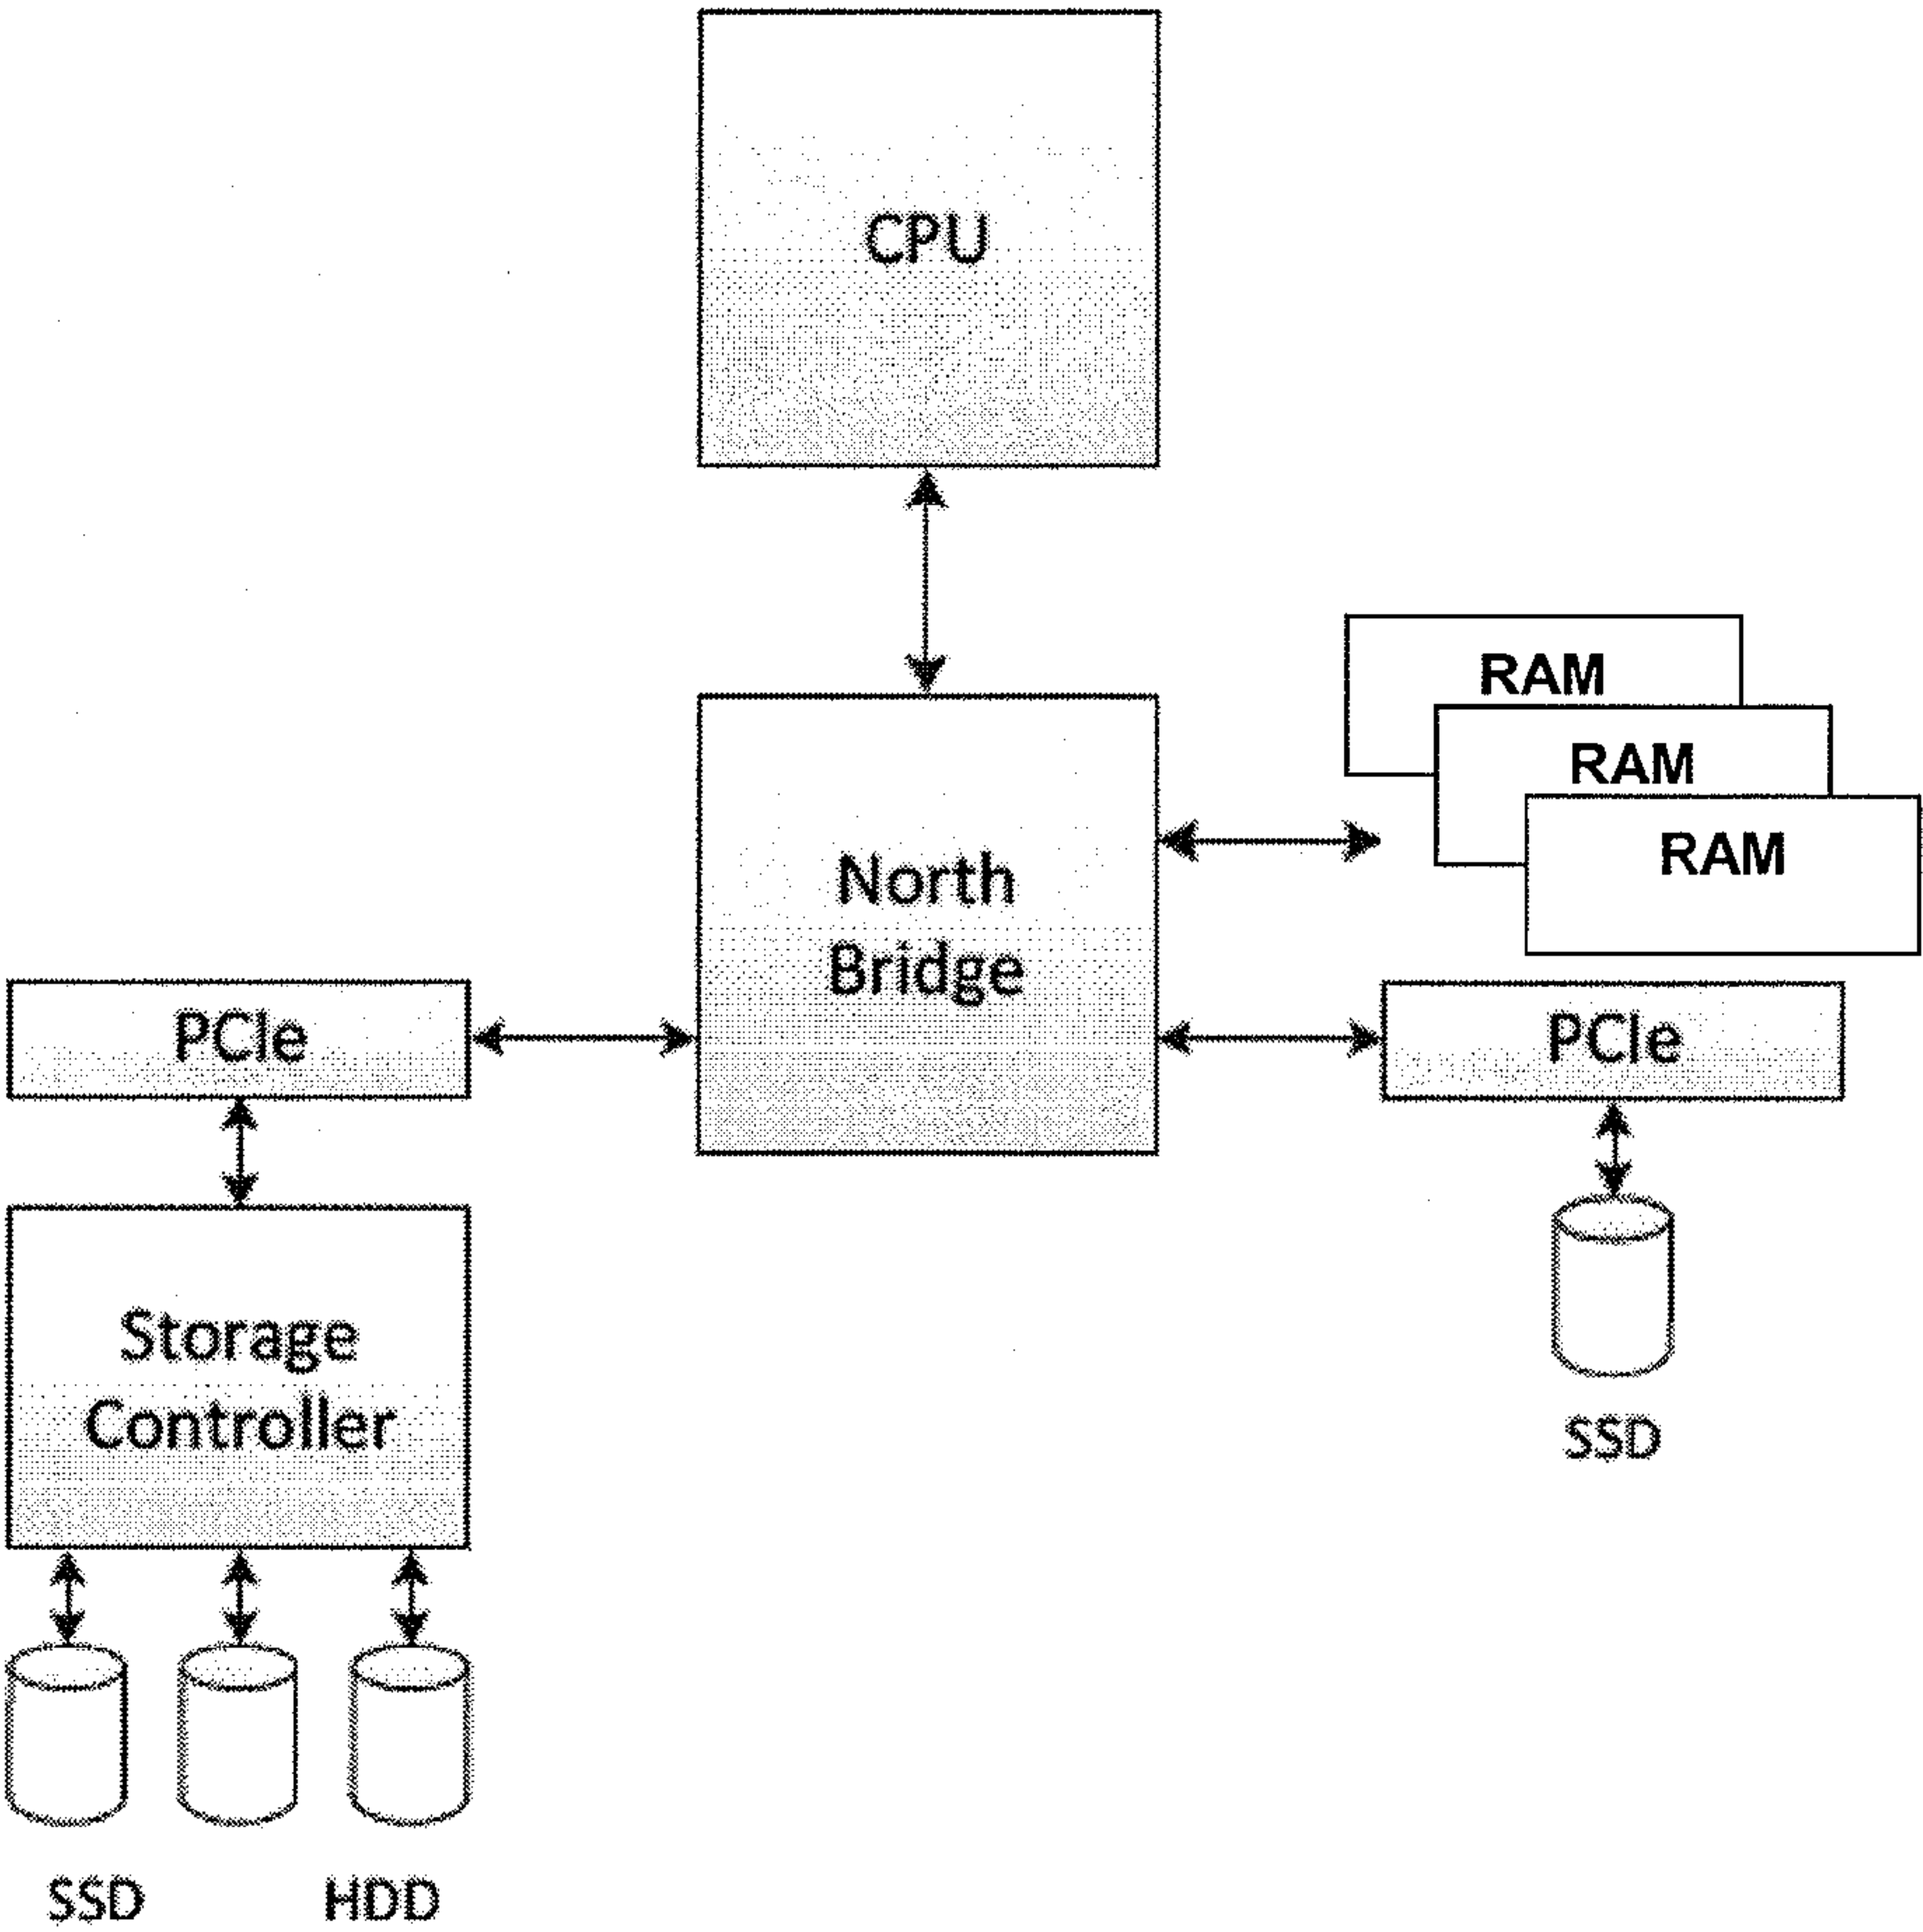 CPU
RAM
RAM
RAM
North
Bridge
PCIe
PCIe
Storage
Controller
SSD
SSD
HDD